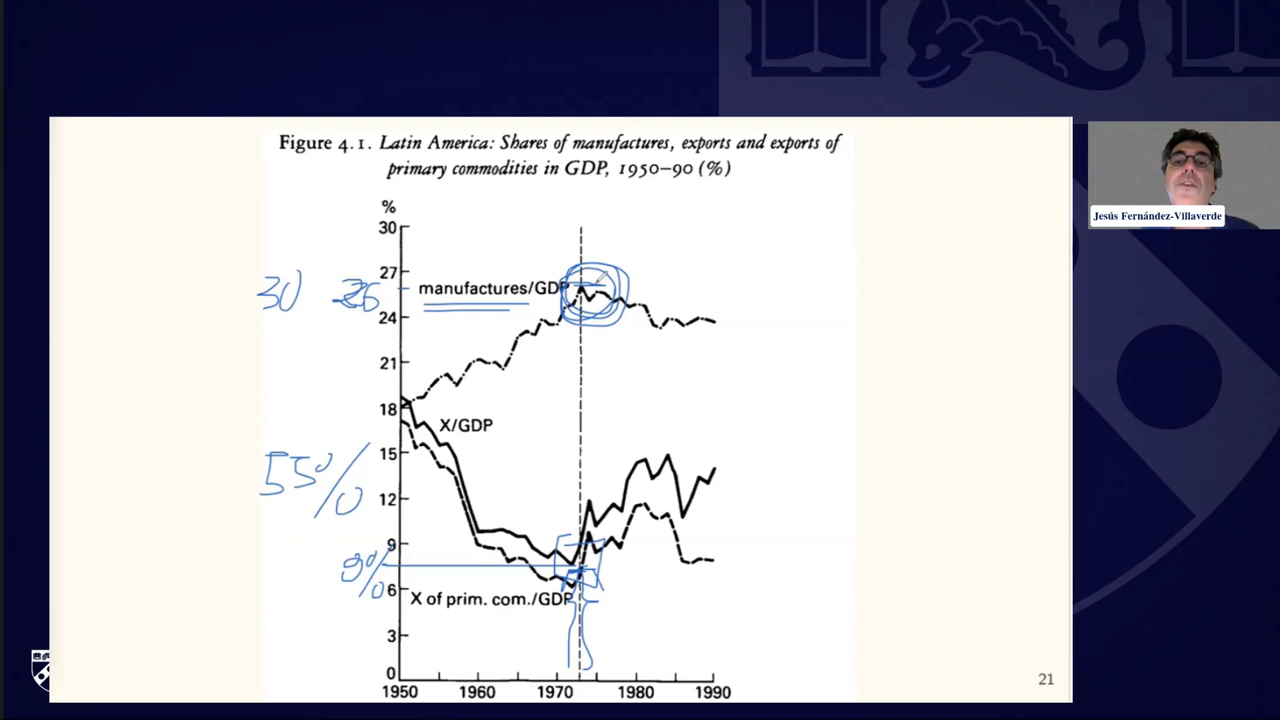 Figure 4.1. Latin America: Shares of manufactures, exports and exports of
primary commodities in GDP, 1950–90 (%)
%
30
27
30 26 manufactures/GDP
24
21
18
X/GDP
15
55%
12
9
8%
6
X of prim. com./GDP
3
0
1950 1960 1970 1980 1990
21
Jesús Fernández-Villaverde